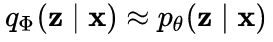 q_Φ(z | x) ≈ p_θ(z | x)